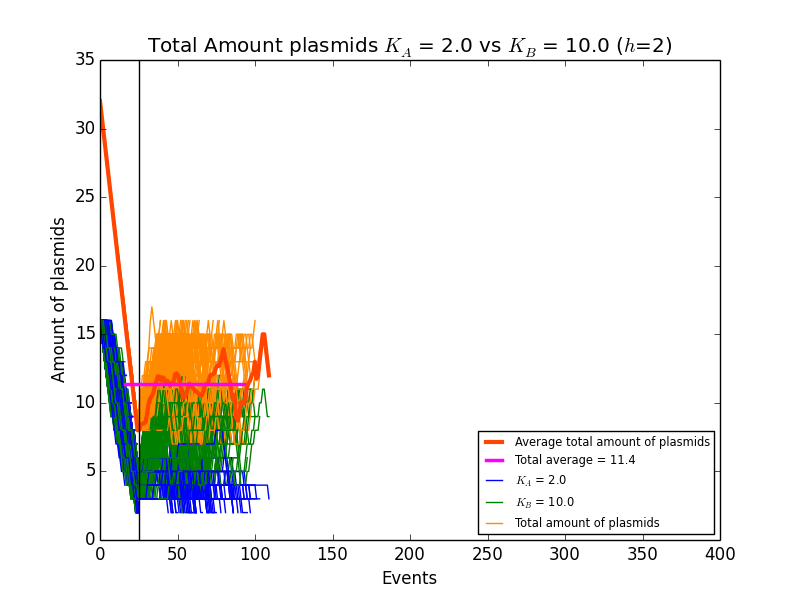 Total Amount plasmids K_A = 2.0 vs K_B = 10.0 (h=2)
35
30
25
20
15
10
5
0
Amount of plasmids
0 50 100 150 200 250 300 350 400
Events
Average total amount of plasmids
Total average = 11.4
K_A = 2.0
K_B = 10.0
Total amount of plasmids